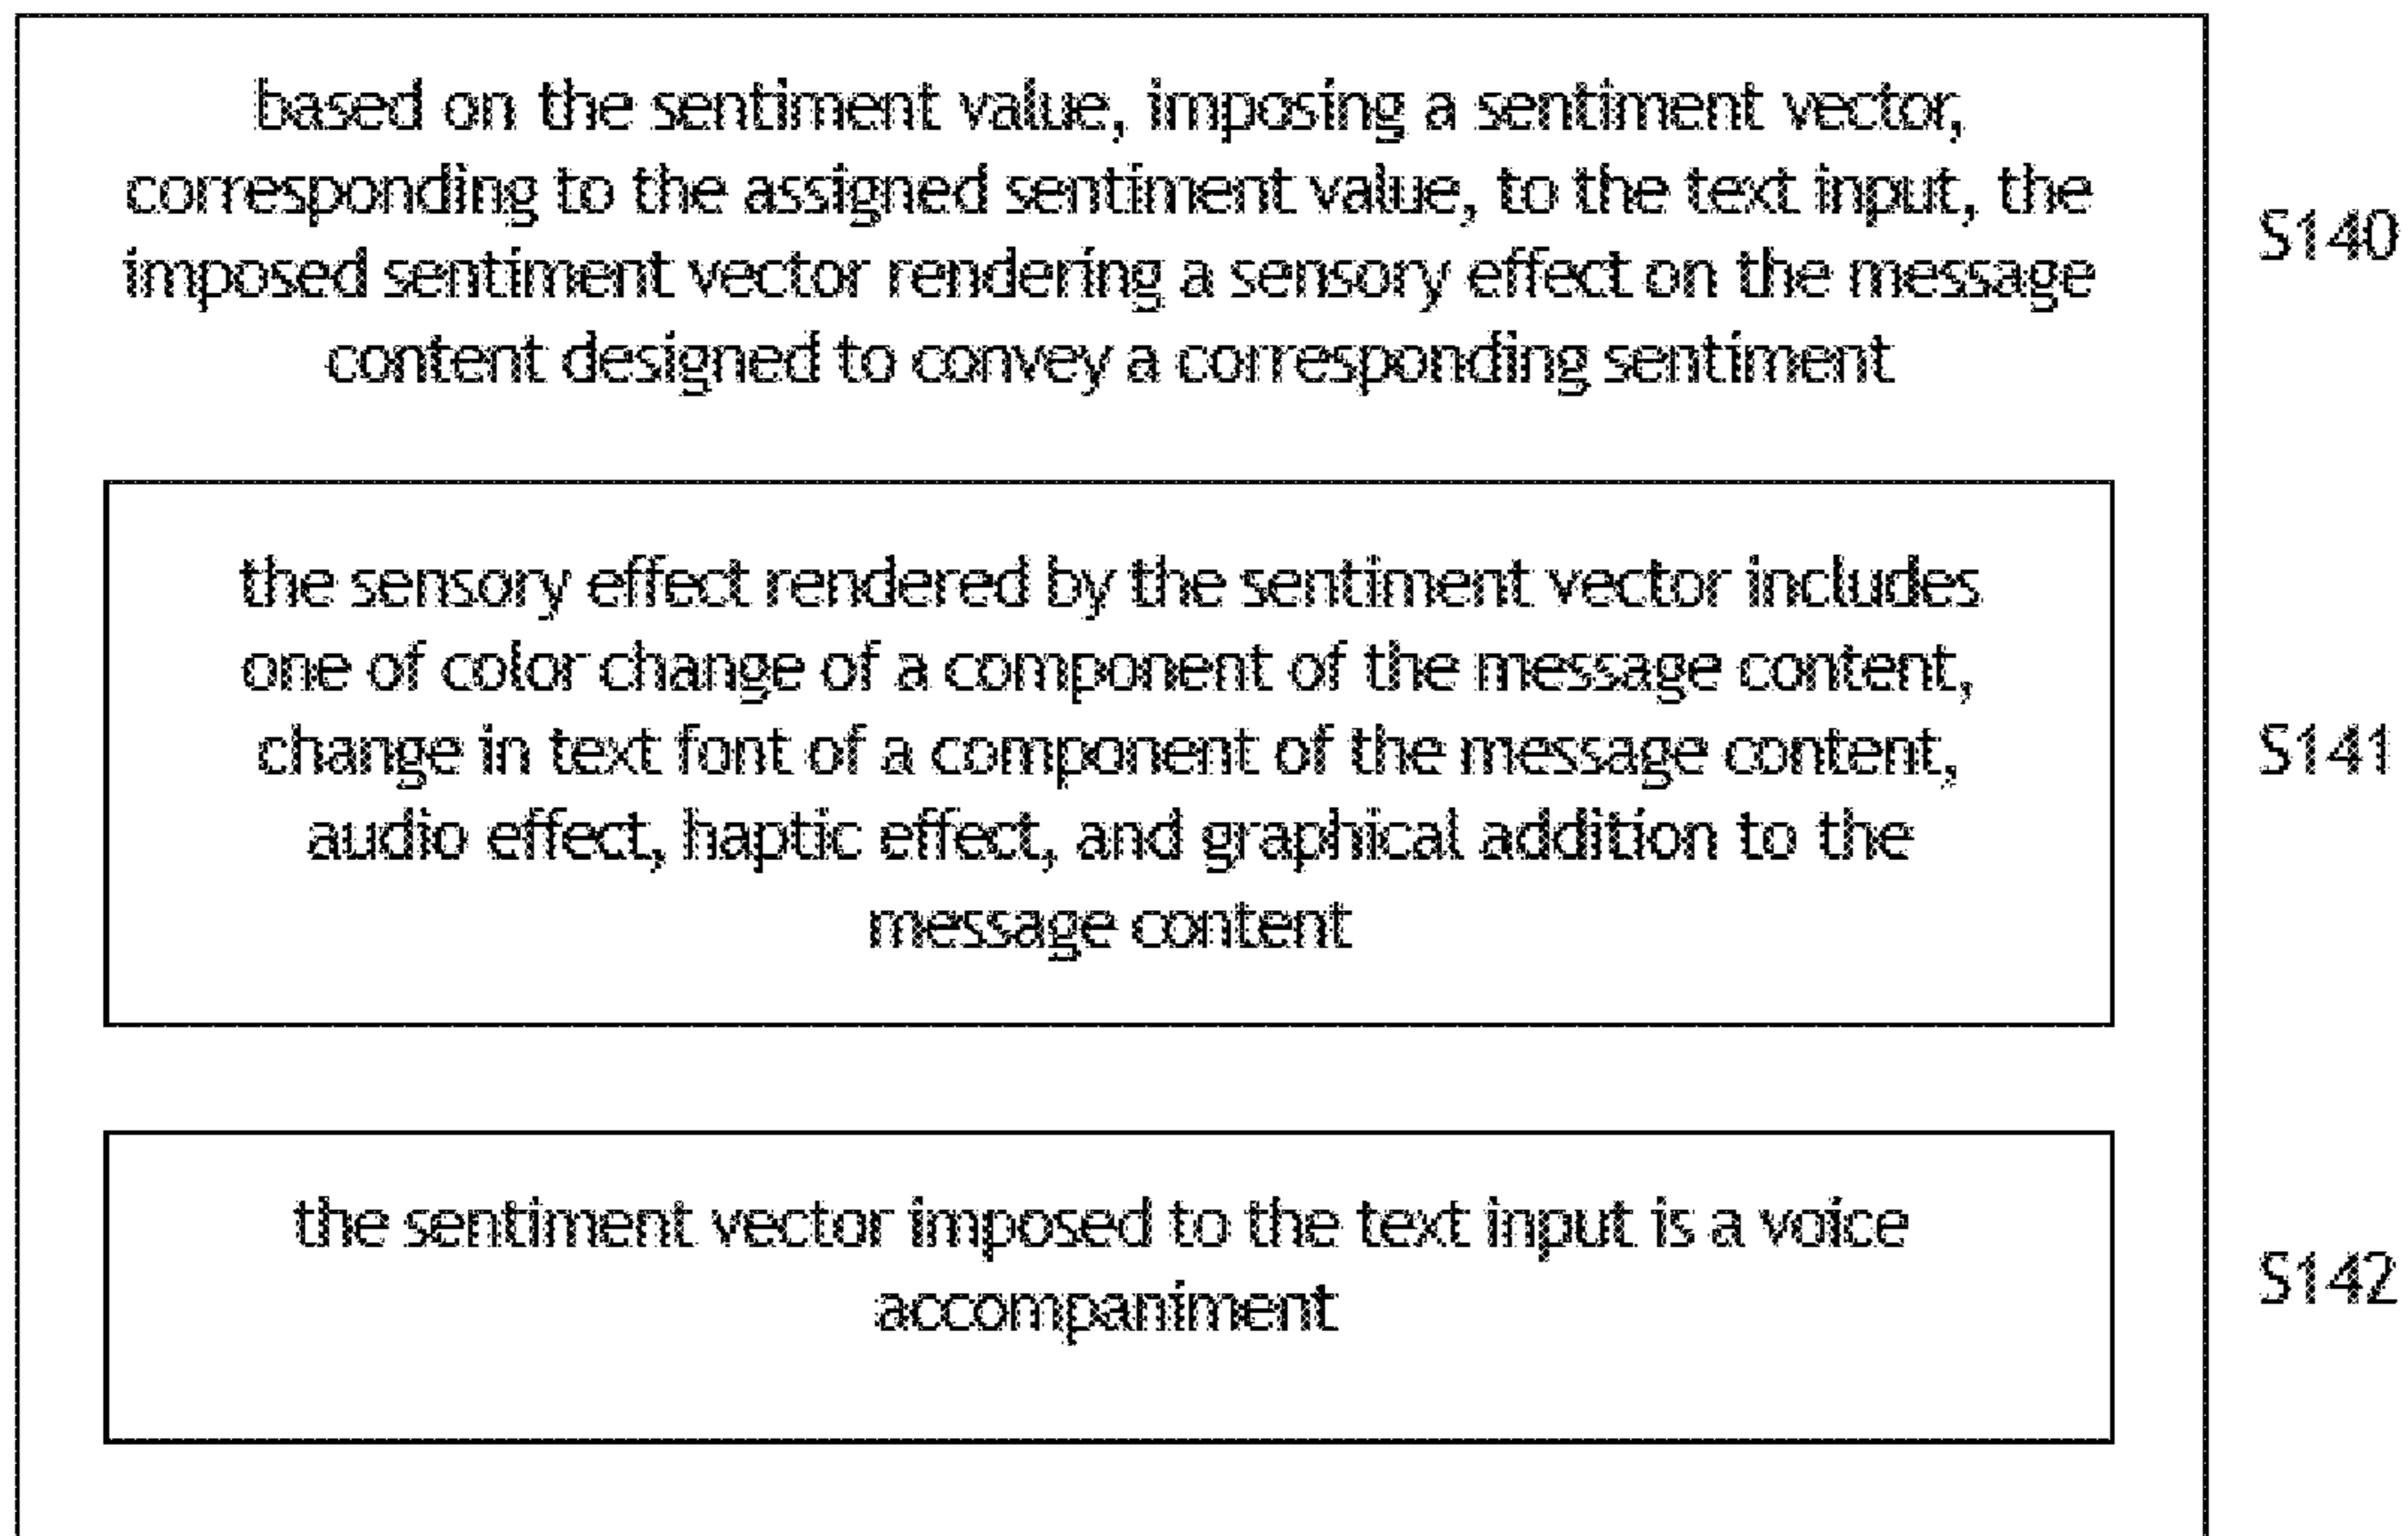 based on the sentiment value, imposing a sentiment vector,
corresponding to the assigned sentiment value, to the text input, the
imposed sentiment vector rendering a sensory effect on the message
content designed to convey a corresponding sentiment
S140
the sensory effect rendered by the sentiment vector includes
one of color change of a component of the message content,
change in text font of a component of the message content,
audio effect, haptic effect, and graphical addition to the
message content
S141
the sentiment vector imposed to the text input is a voice
accompaniment
S142